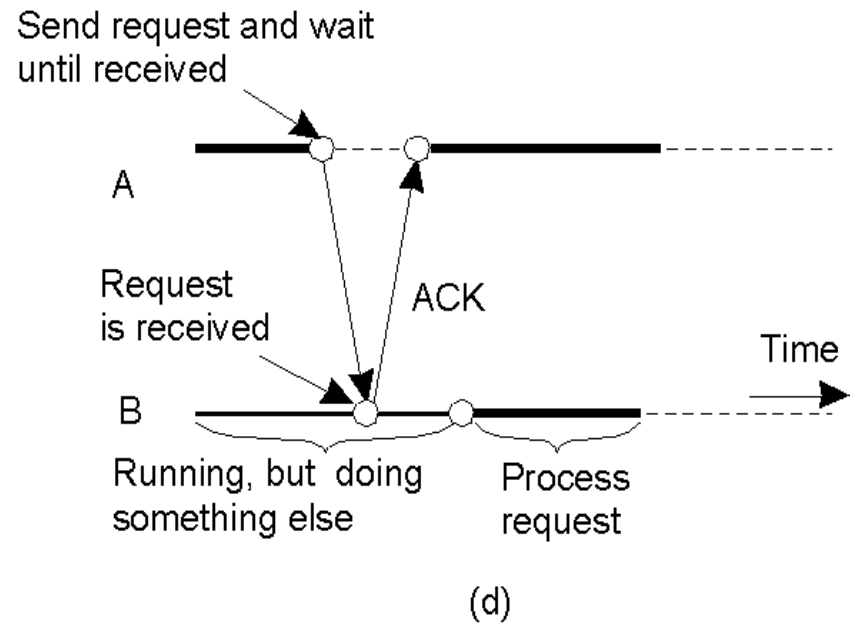 Send request and wait
until received
A
Request
is received
ACK
Time
B
Running, but doing
something else
Process
request
(d)